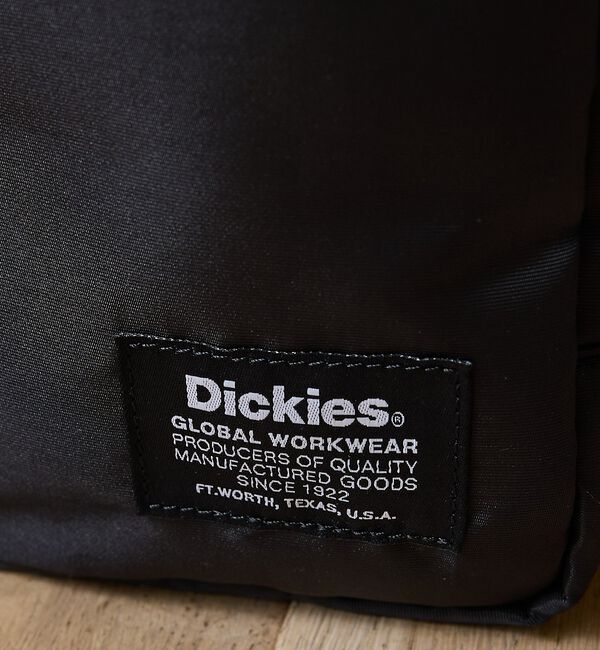 Dickies®
GLOBAL WORKWEAR
PRODUCERS OF QUALITY
MANUFACTURED GOODS
SINCE 1922
FT.WORTH, TEXAS, U.S.A.